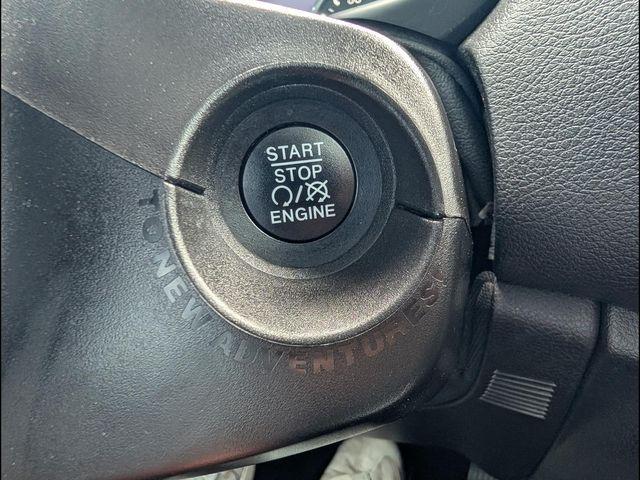 START
STOP
/
ENGINE
TO NEW ADVENTURES!